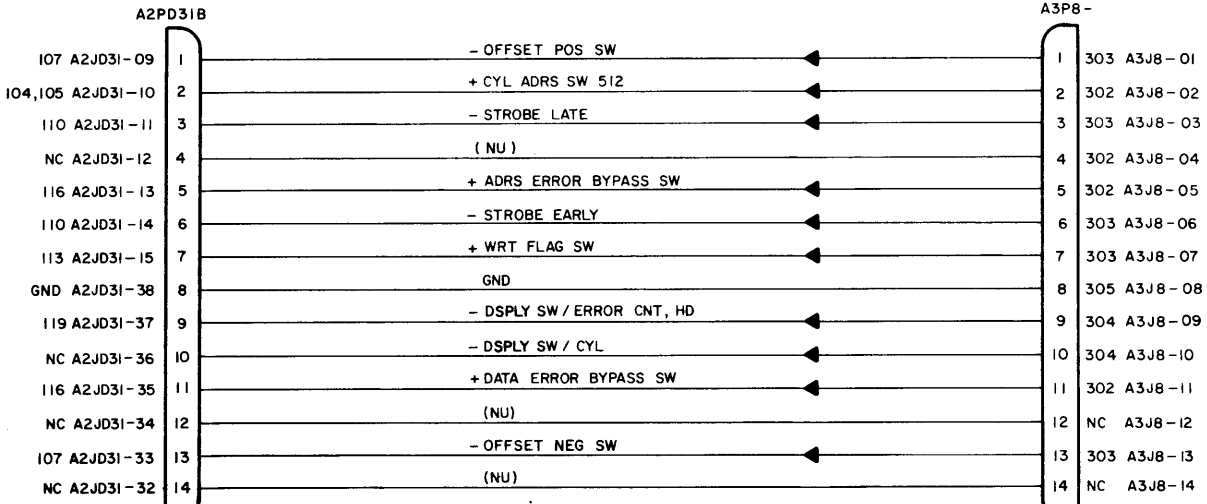 A2PD31B A3P8-
107 A2JD31-09 1 - OFFSET POS SW 1 303 A3J8-01
104,105 A2JD31-10 2 + CYL ADRS SW 512 2 302 A3J8-02
110 A2JD31-11 3 - STROBE LATE 3 303 A3J8-03
NC A2JD31-12 4 (NU) 4 302 A3J8-04
116 A2JD31-13 5 + ADRS ERROR BYPASS SW 5 302 A3J8-05
110 A2JD31-14 6 - STROBE EARLY 6 303 A3J8-06
113 A2JD31-15 7 + WRT FLAG SW 7 303 A3J8-07
GND A2JD31-38 8 GND 8 305 A3J8-08
119 A2JD31-37 9 - DSPLY SW / ERROR CNT, HD 9 304 A3J8-09
NC A2JD31-36 10 - DSPLY SW / CYL 10 304 A3J8-10
116 A2JD31-35 11 + DATA ERROR BYPASS SW 11 302 A3J8-11
NC A2JD31-34 12 (NU) 12 NC A3J8-12
107 A2JD31-33 13 - OFFSET NEG SW 13 303 A3J8-13
NC A2JD31-32 14 (NU) 14 NC A3J8-14